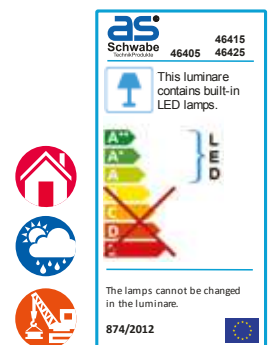 as
Schwabe
TechnikProdukte
46415
46405 46425
This luminare
contains built-in
LED lamps.
A++
A+
A
B
C
D
E
L
E
D
The lamps cannot be changed
in the luminare.
874/2012